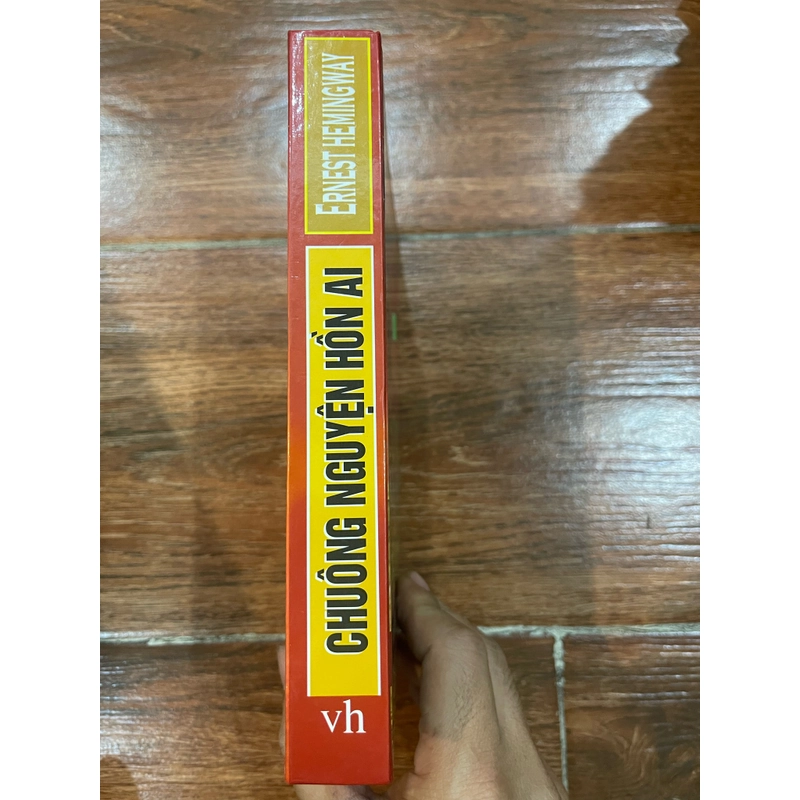 ERNEST HEMINGWAY
CHUÔNG NGUYỆN HỒN AI
vh